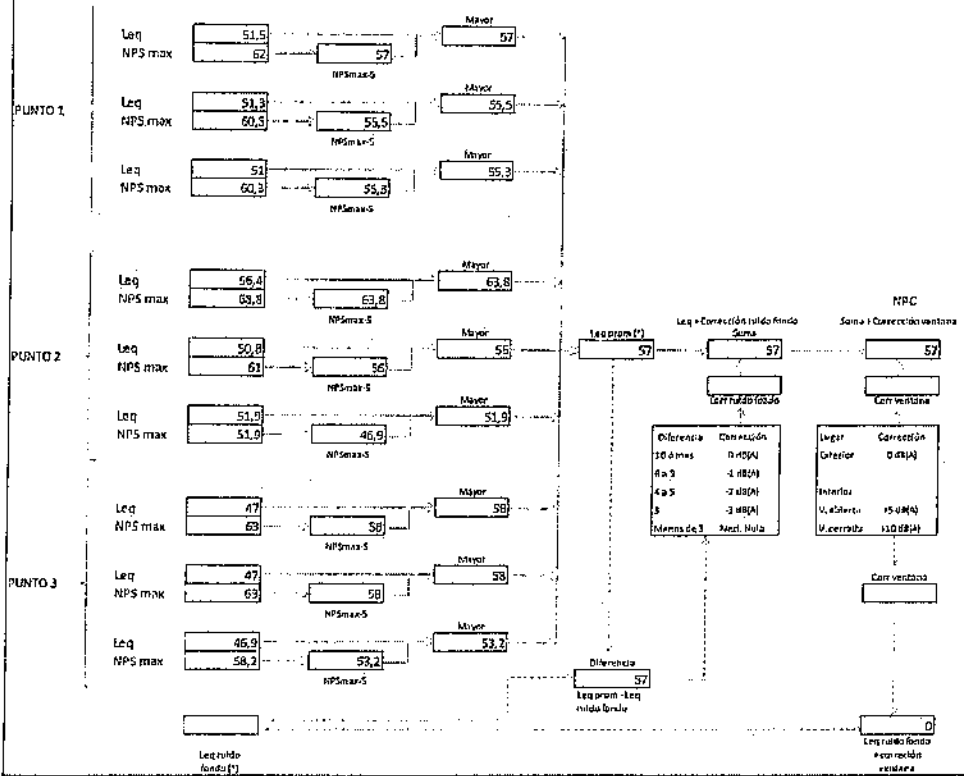 Mayor
Leq 51,5 57
NPS max 62 57
NPSmax-5
PUNTO 1
Mayor
Leq 51,3 55,5
NPS max 60,5 55,5
NPSmax-5
Mayor
Leq 51 55,3
NPS max 60,3 55,3
NPSmax-5
Mayor
Leq 56,4 63,8
NPS max 68,8 63,8
NPSmax-5
NPC
Leq + Corrección ruido fondo
Suma
Suma + Corrección ventana
PUNTO 2
Mayor
Leq 50,8
NPS max 61 56
NPSmax-5
Leq prom (*)
57 57 57
Corr ruido fondo
Corr ventana
Mayor
Leq 51,9 51,9
NPS max 51,9 46,9
NPSmax-5
Diferencia Corrección
10 ó mas 0 dB(A)
6 a 9 -1 dB(A)
4 a 5 -2 dB(A)
3 -3 dB(A)
Menos de 3 Med. Nula
Lugar Corrección
Exterior 0 dB(A)
Interior
V. abierta +5 dB(A)
V. cerrada +10 dB(A)
Mayor
Leq 47 58
NPS max 63 58
NPSmax-5
PUNTO 3
Mayor
Leq 47 58
NPS max 63 58
NPSmax-5
Corr ventana
Mayor
Leq 46,9 53,2
NPS max 58,2 53,2
NPSmax-5
Diferencia
57
Leq prom - Leq
ruido fondo
0
Leq ruido
fondo (*)
Leq ruido fondo
+ corrección
ventana